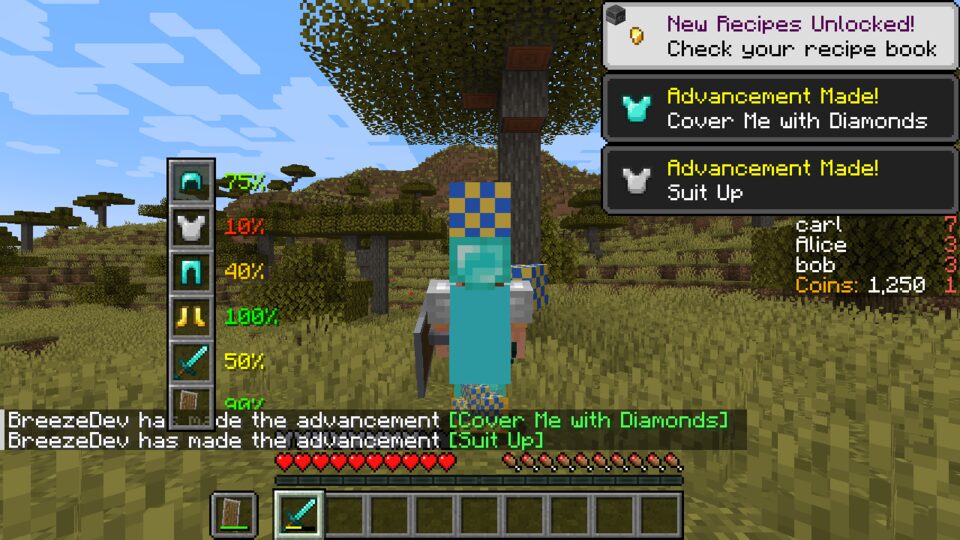 New Recipes Unlocked!
Check your recipe book
Advancement Made!
Cover Me with Diamonds
Advancement Made!
Suit Up
75%
10%
40%
100%
50%
90%
carl 7
Alice 3
bob 3
Coins: 1,250 1
BreezeDev has made the advancement [Cover Me with Diamonds]
BreezeDev has made the advancement [Suit Up]